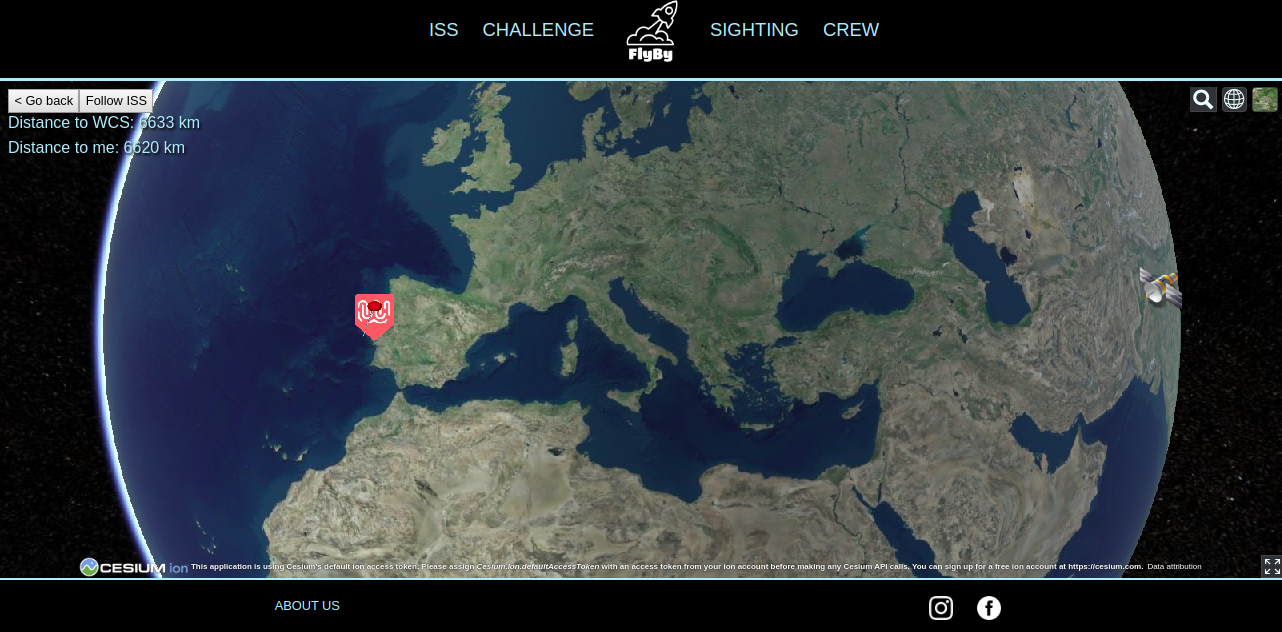 ISS CHALLENGE FlyBy SIGHTING CREW
< Go back Follow ISS
Distance to WCS: 6633 km
Distance to me: 6620 km
CESIUM ion This application is using Cesium's default ion access token. Please assign Cesium.Ion.defaultAccessToken with an access token from your ion account before making any Cesium API calls. You can sign up for a free ion account at https://cesium.com. Data attribution
ABOUT US